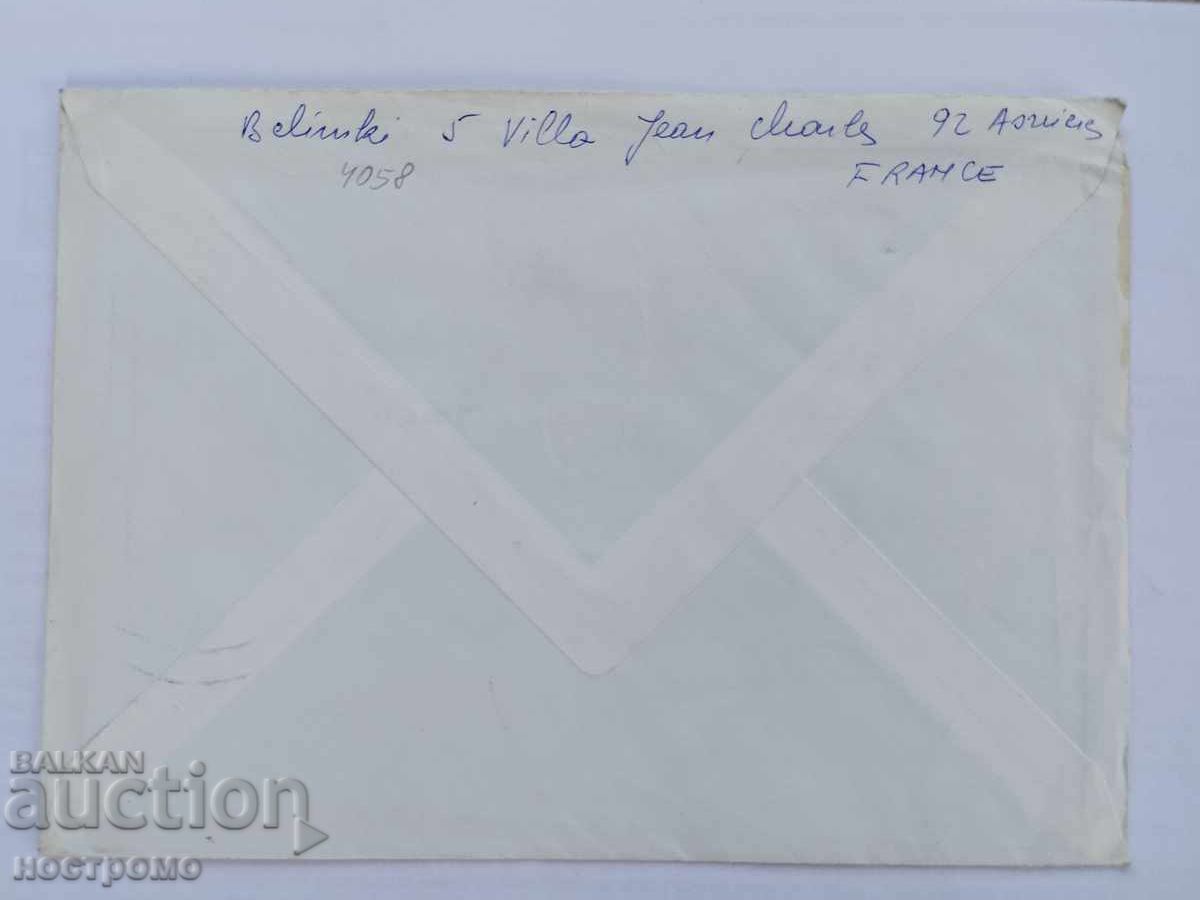 Belinski 5 Villa Jean Charles 92 Asnières
4058
FRANCE
BALKAN
auction
ностромо